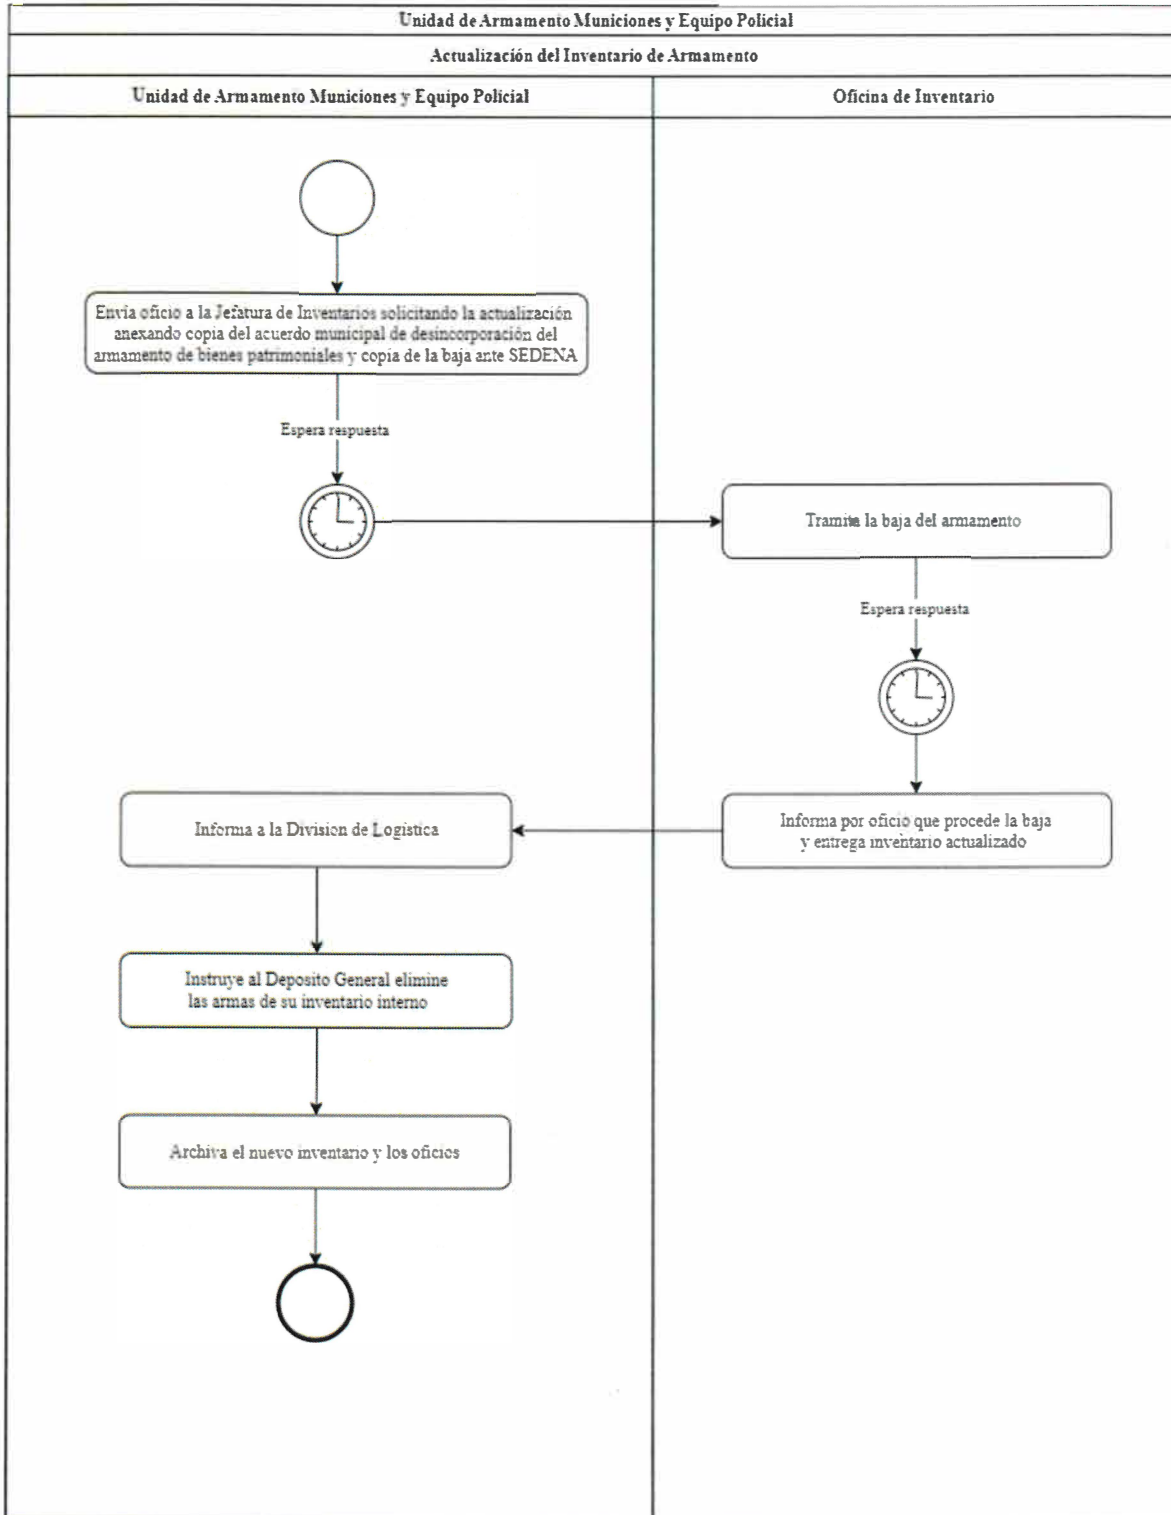 Unidad de Armamento Municiones y Equipo Policial
Actualización del Inventario de Armamento
Unidad de Armamento Municiones y Equipo Policial
Oficina de Inventario
Envía oficio a la Jefatura de Inventarios solicitando la actualización
anexando copia del acuerdo municipal de desincorporación del
armamento de bienes patrimoniales y copia de la baja ante SEDENA
Espera respuesta
Tramita la baja del armamento
Espera respuesta
Informa por oficio que procede la baja
y entrega inventario actualizado
Informa a la Division de Logística
Instruye al Deposito General elimine
las armas de su inventario interno
Archiva el nuevo inventario y los oficios